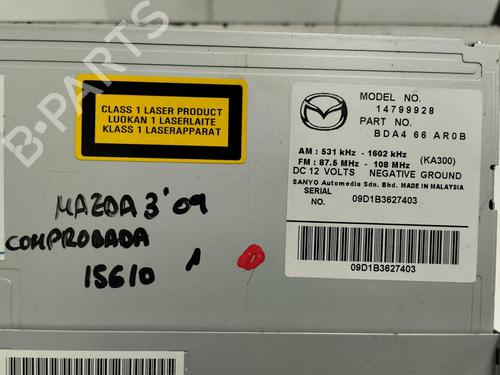 B-PARTS
CLASS 1 LASER PRODUCT
LUOKAN 1 LASERLAITE
KLASS 1 LASERAPPARAT
MODEL NO.
14799928
PART NO.
BDA4 66 AR0B
AM : 531 kHz - 1602 kHz
FM : 87.5 MHz - 108 MHz (KA300)
DC 12 VOLTS NEGATIVE GROUND
SANYO Automedia Sdn. Bhd. MADE IN MALAYSIA
SERIAL
NO. 09D1B3627403
09D1B3627403
MAZDA 3 '09
COMPROBADA
15610 1